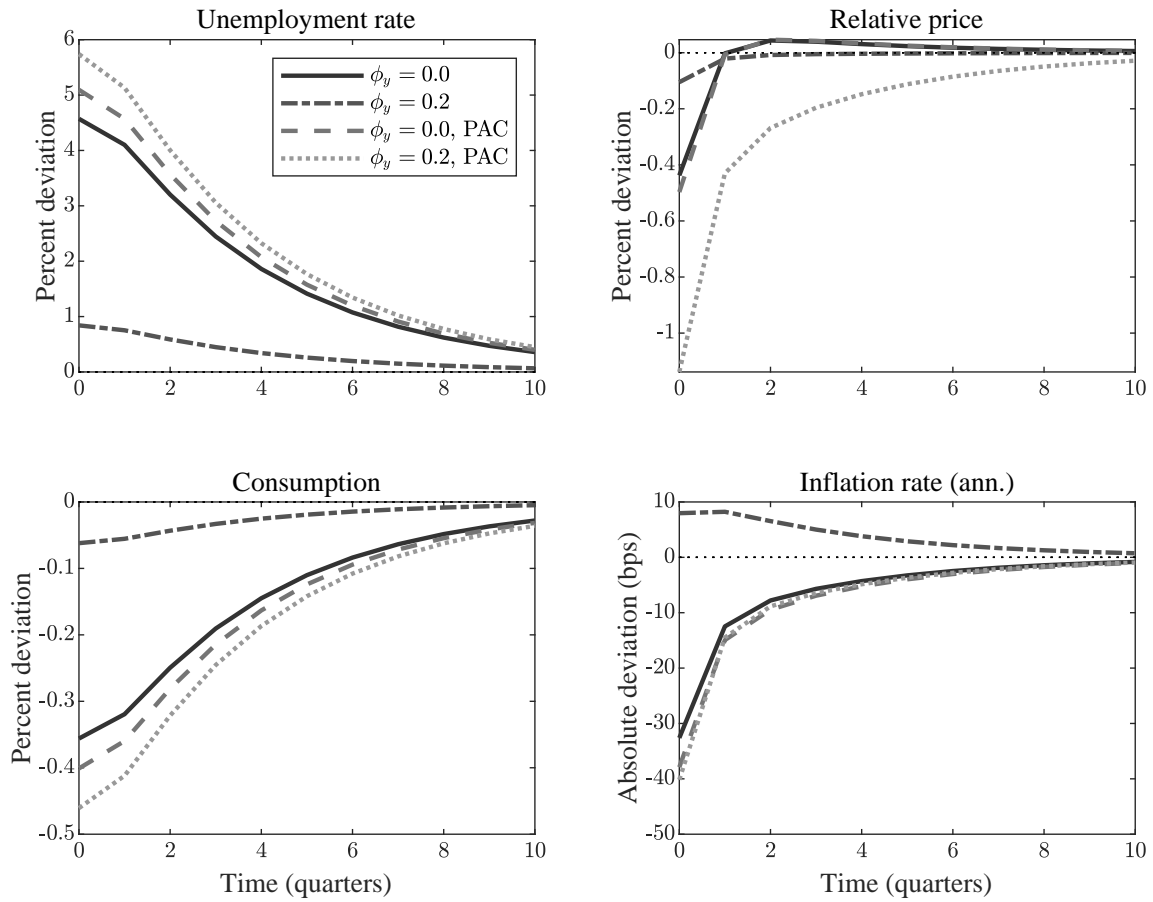 Unemployment rate
Percent deviation
6
5
4
3
2
1
0
0 2 4 6 8 10
ϕ_y = 0.0
ϕ_y = 0.2
ϕ_y = 0.0, PAC
ϕ_y = 0.2, PAC
Relative price
Percent deviation
0
-0.2
-0.4
-0.6
-0.8
-1
0 2 4 6 8 10
Consumption
Percent deviation
0
-0.1
-0.2
-0.3
-0.4
-0.5
0 2 4 6 8 10
Time (quarters)
Inflation rate (ann.)
Absolute deviation (bps)
10
0
-10
-20
-30
-40
-50
0 2 4 6 8 10
Time (quarters)